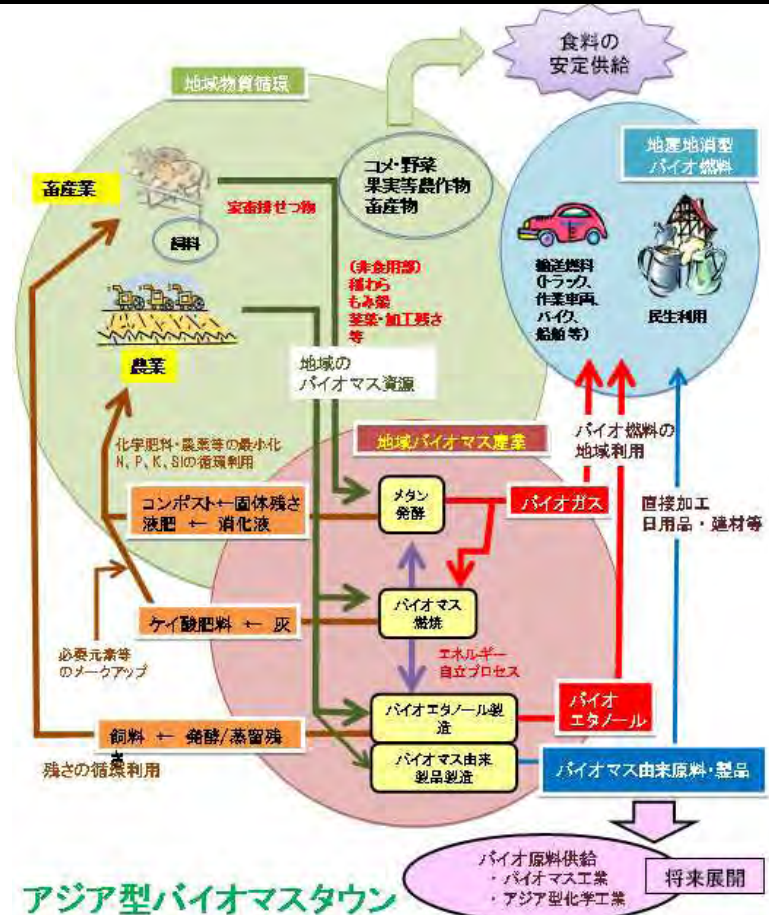 食料の
安定供給
地域物質循環
地産地消型
バイオ燃料
コメ・野菜
果実等農作物
畜産物
畜産業
家畜排せつ物
飼料
(非食用部)
稲わら
もみ殻
茎葉・加工残さ
等
輸送燃料
(トラック、
作業車両、
バイク、
船舶等)
民生利用
農業
地域の
バイオマス資源
化学肥料・農薬等の最小化
N、P、K、Siの循環利用
地域バイオマス産業
バイオ燃料の
地域利用
コンポスト←固体残さ
液肥 ← 消化液
メタン
発酵
バイオガス
直接加工
日用品・建材等
ケイ酸肥料 ← 灰
バイオマス
燃焼
必要元素等
のメークアップ
エネルギー
自立プロセス
バイオ
エタノール
飼料 ← 発酵/蒸留残
さ
バイオエタノール製
造
残さの循環利用
バイオマス由来
製品製造
バイオマス由来原料・製品
バイオ原料供給
・バイオマス工業
・アジア型化学工業
将来展開
アジア型バイオマスタウン